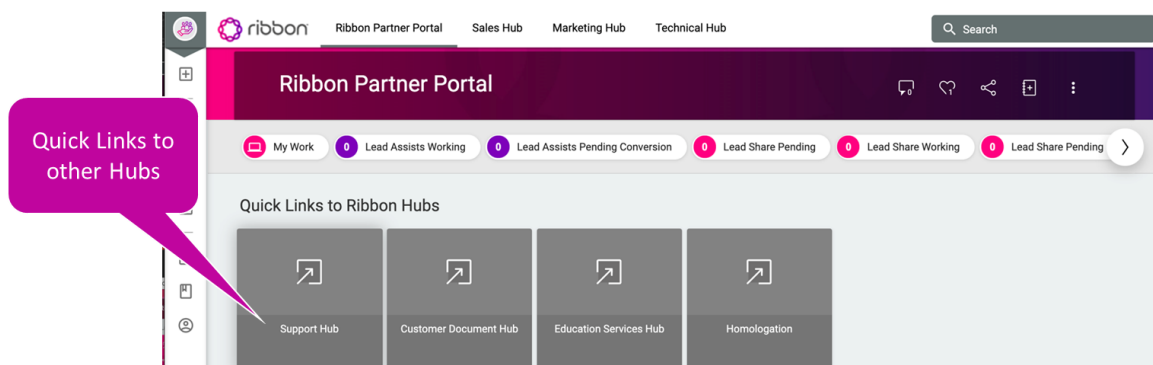 ribbon
Ribbon Partner Portal
Sales Hub
Marketing Hub
Technical Hub
Search
Ribbon Partner Portal
0
1
Quick Links to
other Hubs
My Work
0 Lead Assists Working
0 Lead Assists Pending Conversion
0 Lead Share Pending
0 Lead Share Working
0 Lead Share Pending
Quick Links to Ribbon Hubs
Support Hub
Customer Document Hub
Education Services Hub
Homologation